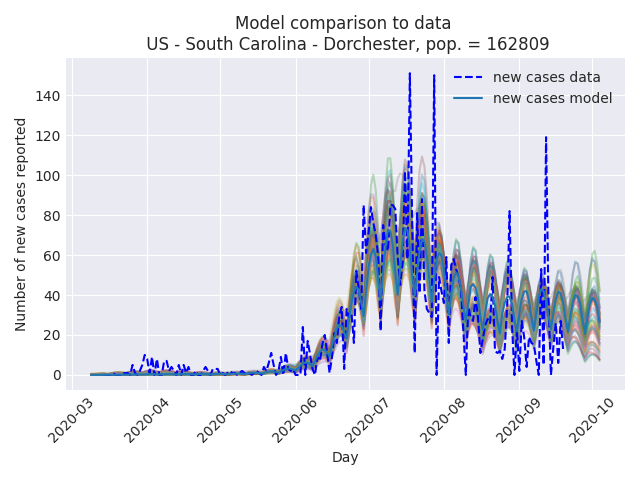 Model comparison to data
US - South Carolina - Dorchester, pop. = 162809
new cases data
new cases model
Number of new cases reported
140
120
100
80
60
40
20
0
2020-03
2020-04
2020-05
2020-06
2020-07
2020-08
2020-09
2020-10
Day